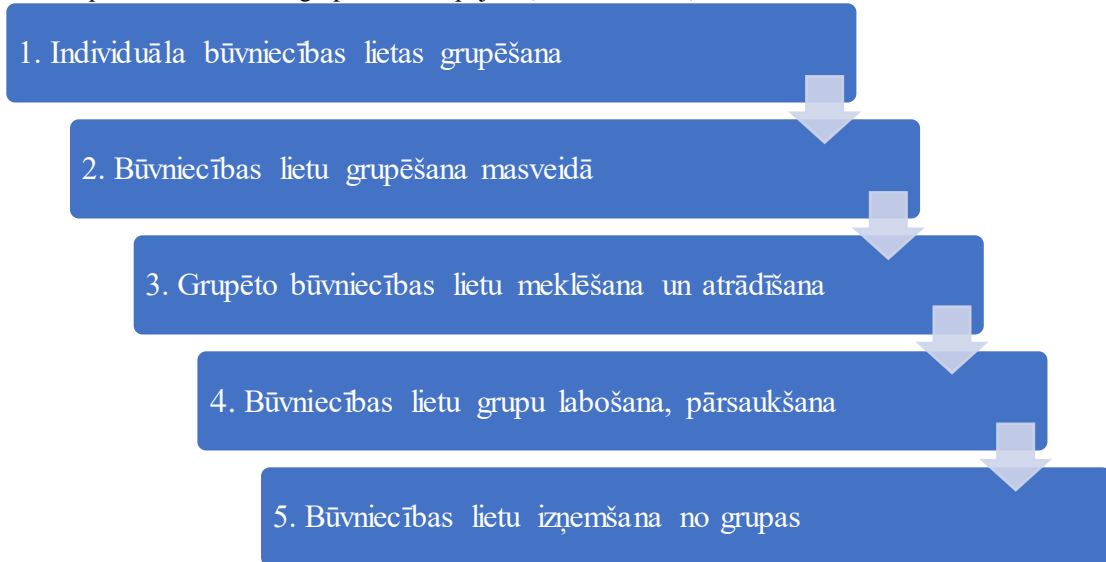 1. Individuāla būvniecības lietas grupēšana
2. Būvniecības lietu grupēšana masveidā
3. Grupēto būvniecības lietu meklēšana un atrādīšana
4. Būvniecības lietu grupu labošana, pārsaukšana
5. Būvniecības lietu izņemšana no grupas